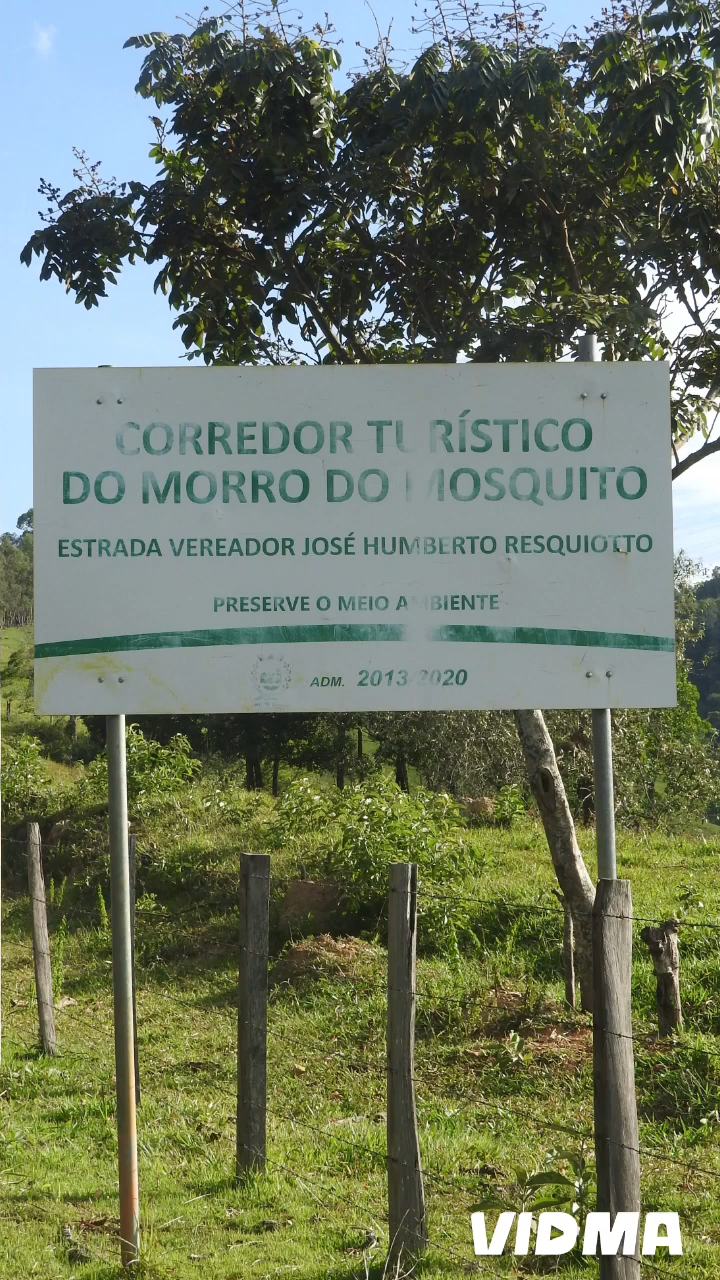 CORREDOR TURÍSTICO
DO MORRO DO MOSQUITO
ESTRADA VEREADOR JOSÉ HUMBERTO RESQUIOTTO
PRESERVE O MEIO AMBIENTE
ADM. 2013/2020
VIDMA